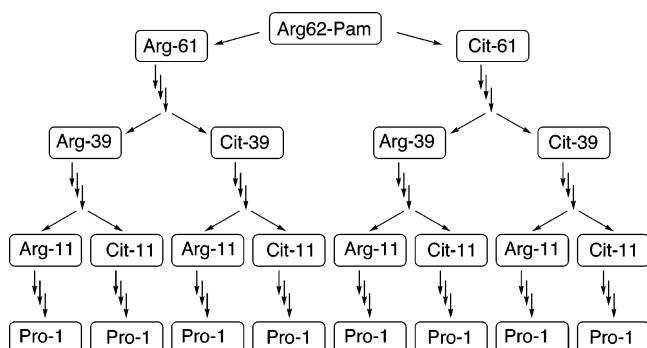 Arg62-Pam
Arg-61 Cit-61
Arg-39 Cit-39 Arg-39 Cit-39
Arg-11 Cit-11 Arg-11 Cit-11 Arg-11 Cit-11 Arg-11 Cit-11
Pro-1 Pro-1 Pro-1 Pro-1 Pro-1 Pro-1 Pro-1 Pro-1